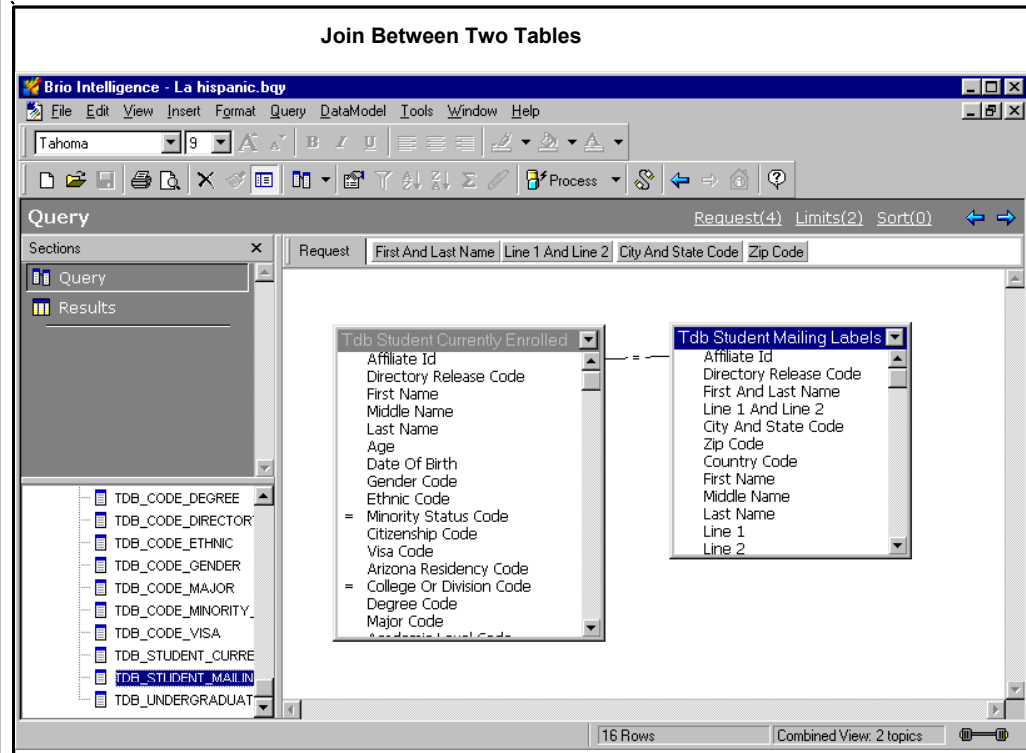 Join Between Two Tables
Brio Intelligence - La hispanic.bqy
File Edit View Insert Format Query DataModel Tools Window Help
Tahoma 9 A A B I U A
Process
Query Request(4) Limits(2) Sort(0)
Sections x Request First And Last Name Line 1 And Line 2 City And State Code Zip Code
Query
Results
Tdb Student Currently Enrolled
Affiliate Id
Directory Release Code
First Name
Middle Name
Last Name
Age
Date Of Birth
Gender Code
Ethnic Code
= Minority Status Code
Citizenship Code
Visa Code
Arizona Residency Code
= College Or Division Code
Degree Code
Major Code
Academic Level Code
=
Tdb Student Mailing Labels
Affiliate Id
Directory Release Code
First And Last Name
Line 1 And Line 2
City And State Code
Zip Code
Country Code
First Name
Middle Name
Last Name
Line 1
Line 2
TDB_CODE_DEGREE
TDB_CODE_DIRECTOR
TDB_CODE_ETHNIC
TDB_CODE_GENDER
TDB_CODE_MAJOR
TDB_CODE_MINORITY_
TDB_CODE_VISA
TDB_STUDENT_CURRE
TDB_STUDENT_MAILIN
TDB_UNDERGRADUAT
16 Rows Combined View: 2 topics